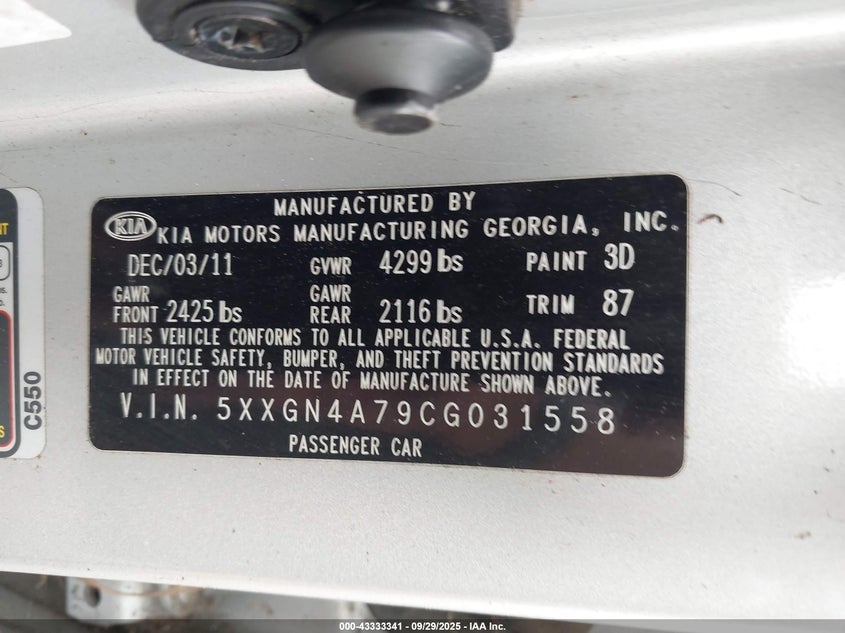 MANUFACTURED BY
KIA KIA MOTORS MANUFACTURING GEORGIA, INC.
DEC/03/11 GVWR 4299 lbs PAINT 3D
GAWR FRONT 2425 lbs GAWR REAR 2116 lbs TRIM 87
THIS VEHICLE CONFORMS TO ALL APPLICABLE U.S.A. FEDERAL
MOTOR VEHICLE SAFETY, BUMPER, AND THEFT PREVENTION STANDARDS
IN EFFECT ON THE DATE OF MANUFACTURE SHOWN ABOVE.
V.I.N. 5XXGN4A79CG031558
PASSENGER CAR
C550
000-43333341 | 09/29/2025 | IAA Inc.